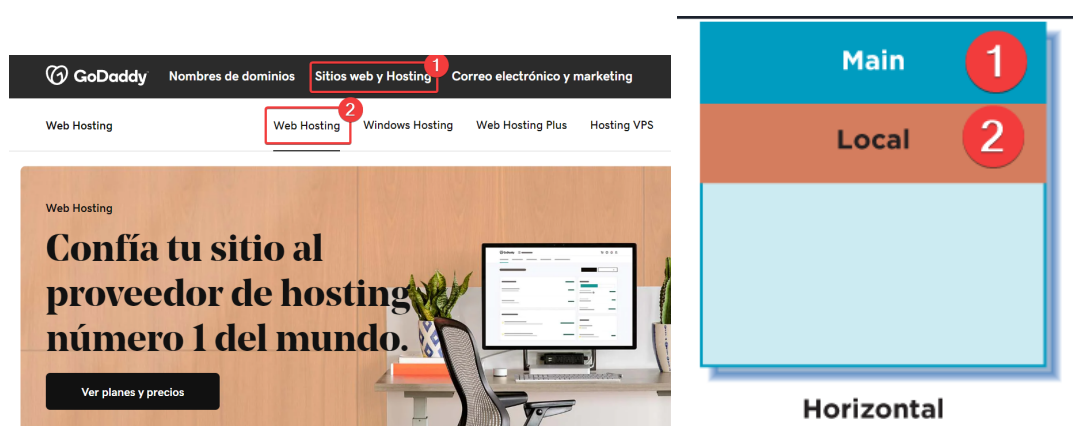 GoDaddy Nombres de dominios Sitios web y Hosting 1 Correo electrónico y marketing
Web Hosting Web Hosting 2 Windows Hosting Web Hosting Plus Hosting VPS
Web Hosting
Confía tu sitio al
proveedor de hosting
número 1 del mundo.
Ver planes y precios
Main 1
Local 2
Horizontal